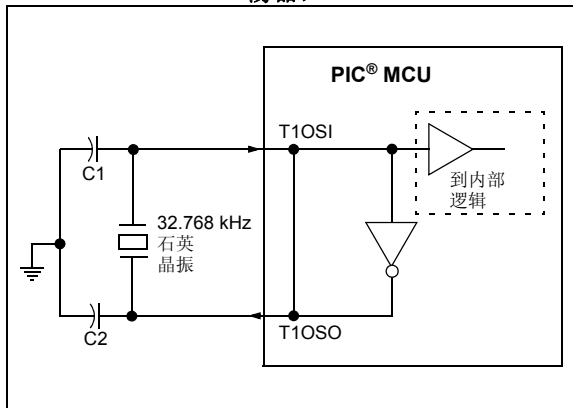 荡器)
PIC® MCU
T1OSI
C1
到内部
逻辑
32.768 kHz
石英
晶振
T1OSO
C2